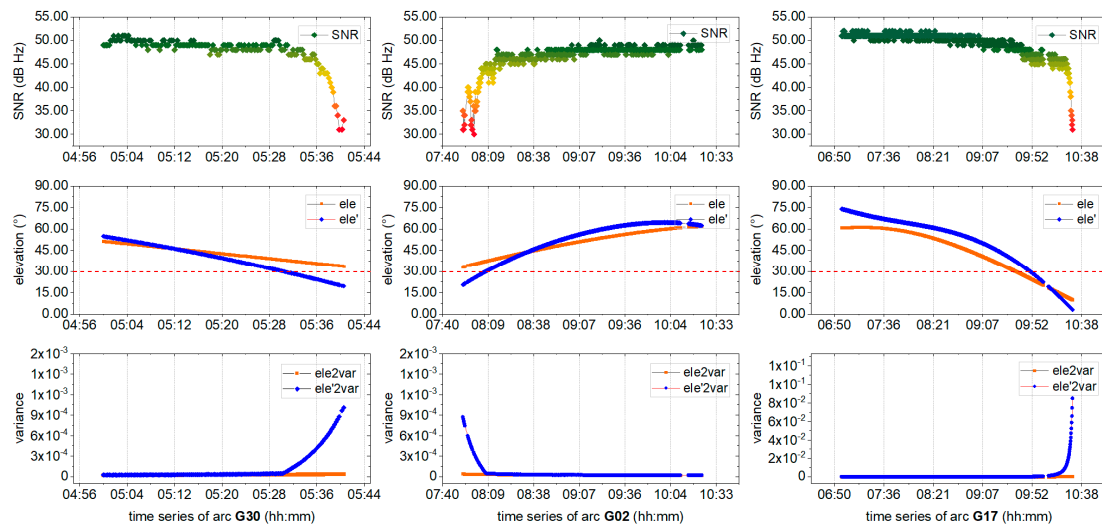 55.00
50.00
45.00
40.00
35.00
30.00
SNR (dB Hz)
SNR
04:56 05:04 05:12 05:20 05:28 05:36 05:44
55.00
50.00
45.00
40.00
35.00
30.00
SNR (dB Hz)
SNR
07:40 08:09 08:38 09:07 09:36 10:04 10:33
55.00
50.00
45.00
40.00
35.00
30.00
SNR (dB Hz)
SNR
06:50 07:36 08:21 09:07 09:52 10:38
90.00
75.00
60.00
45.00
30.00
15.00
0.00
elevation (°)
ele
ele'
04:56 05:04 05:12 05:20 05:28 05:36 05:44
90.00
75.00
60.00
45.00
30.00
15.00
0.00
elevation (°)
ele
ele'
07:40 08:09 08:38 09:07 09:36 10:04 10:33
90.00
75.00
60.00
45.00
30.00
15.00
0.00
elevation (°)
ele
ele'
06:50 07:36 08:21 09:07 09:52 10:38
2x10⁻³
2x10⁻³
1x10⁻³
9x10⁻⁴
6x10⁻⁴
3x10⁻⁴
0
variance
ele2var
ele'2var
04:56 05:04 05:12 05:20 05:28 05:36 05:44
time series of arc G30 (hh:mm)
2x10⁻³
2x10⁻³
1x10⁻³
9x10⁻⁴
6x10⁻⁴
3x10⁻⁴
0
variance
ele2var
ele'2var
07:40 08:09 08:38 09:07 09:36 10:04 10:33
time series of arc G02 (hh:mm)
1x10⁻¹
1x10⁻¹
8x10⁻²
6x10⁻²
4x10⁻²
2x10⁻²
0
variance
ele2var
ele'2var
06:50 07:36 08:21 09:07 09:52 10:38
time series of arc G17 (hh:mm)